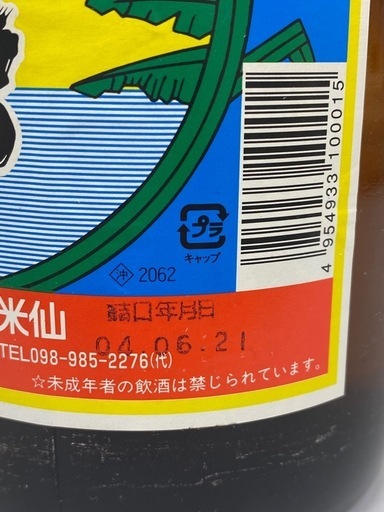 4 954933 100015
プラ
キャップ
沖 2062
米仙
詰口年月日
04.06.21
TEL098-985-2276(代)
☆未成年者の飲酒は禁じられています。